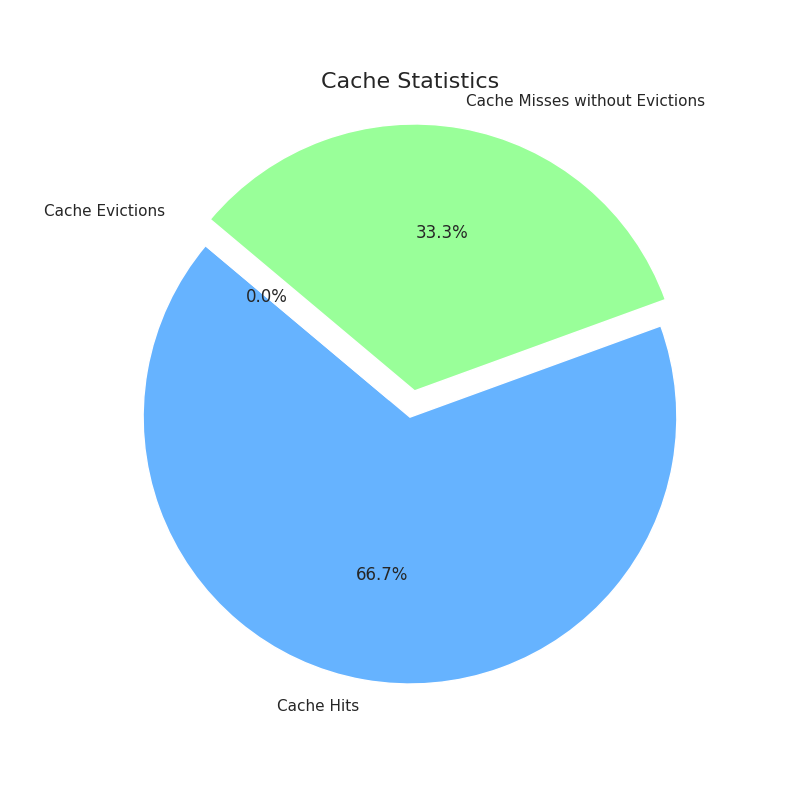 Cache Statistics
Cache Misses without Evictions
Cache Evictions
33.3%
0.0%
66.7%
Cache Hits